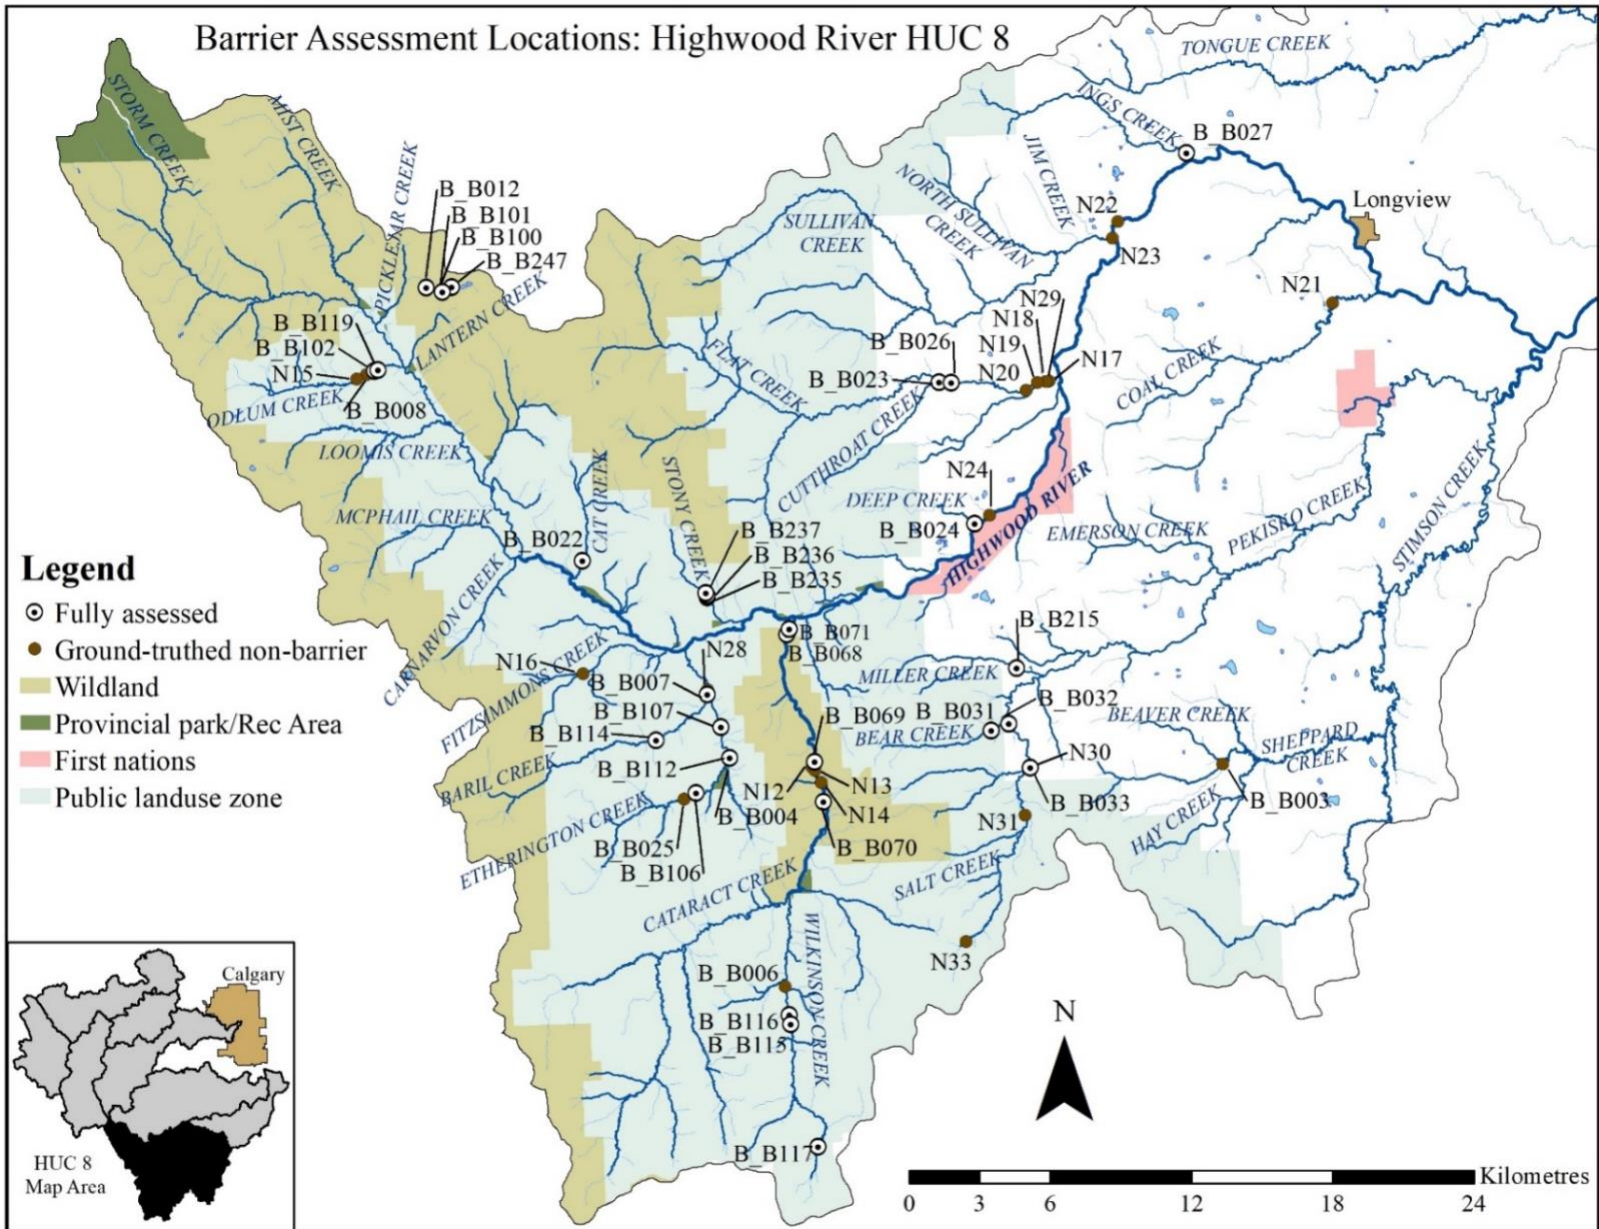 Barrier Assessment Locations: Highwood River HUC 8
TONGUE CREEK
INGS CREEK
B_B027
STORM CREEK
MIST CREEK
PICKLEJAR CREEK
B_B012
B_B101
B_B100
B_B247
LANTERN CREEK
SULLIVAN
CREEK
NORTH SULLIVAN
CREEK
JIM CREEK
N22
N23
Longview
N21
B_B119
B_B102
N15
B_B008
ODLUM CREEK
LOOMIS CREEK
FLAT CREEK
B_B026
B_B023
N29
N18
N19
N20
N17
COAL CREEK
CUTTHROAT CREEK
MCPHAIL CREEK
CAT CREEK
STONY CREEK
B_B022
B_B237
B_B236
B_B235
N24
DEEP CREEK
B_B024
HIGHWOOD RIVER
EMERSON CREEK
PEKISKO CREEK
STIMSON CREEK
CARNARVON CREEK
FITZSIMMONS CREEK
N16
N28
B_B007
B_B107
B_B114
B_B112
BARIL CREEK
B_B071
B_B068
B_B215
MILLER CREEK
B_B032
B_B031
BEAR CREEK
BEAVER CREEK
SHEPPARD
CREEK
B_B069
N12
N13
N14
B_B070
B_B004
B_B025
B_B106
ETHERINGTON CREEK
N30
B_B033
N31
B_B003
HAY CREEK
CATARACT CREEK
SALT CREEK
N33
WILKINSON CREEK
B_B006
B_B116
B_B115
B_B117
Legend
Fully assessed
Ground-truthed non-barrier
Wildland
Provincial park/Rec Area
First nations
Public landuse zone
Calgary
HUC 8
Map Area
N
Kilometres
0 3 6 12 18 24